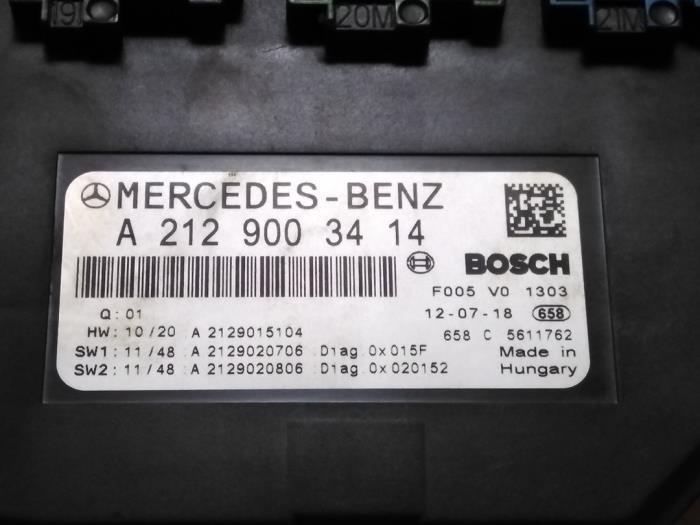 19I
20M
21M
MERCEDES-BENZ
A 212 900 34 14
BOSCH
F005 V0 1303
Q: 01
12-07-18 658
HW: 10/20 A 2129015104
658 C 5611762
SW1: 11/48 A 2129020706 Diag. 0x015F
Made in
SW2: 11/48 A 2129020806 Diag. 0x020152
Hungary